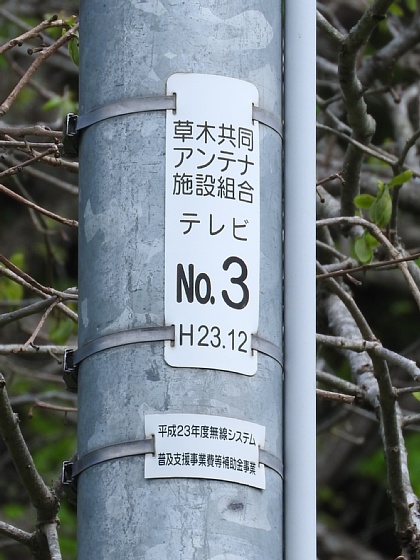 草木共同
アンテナ
施設組合
テレビ
No.3
H23.12
平成23年度無線システム
普及支援事業費等補助金事業